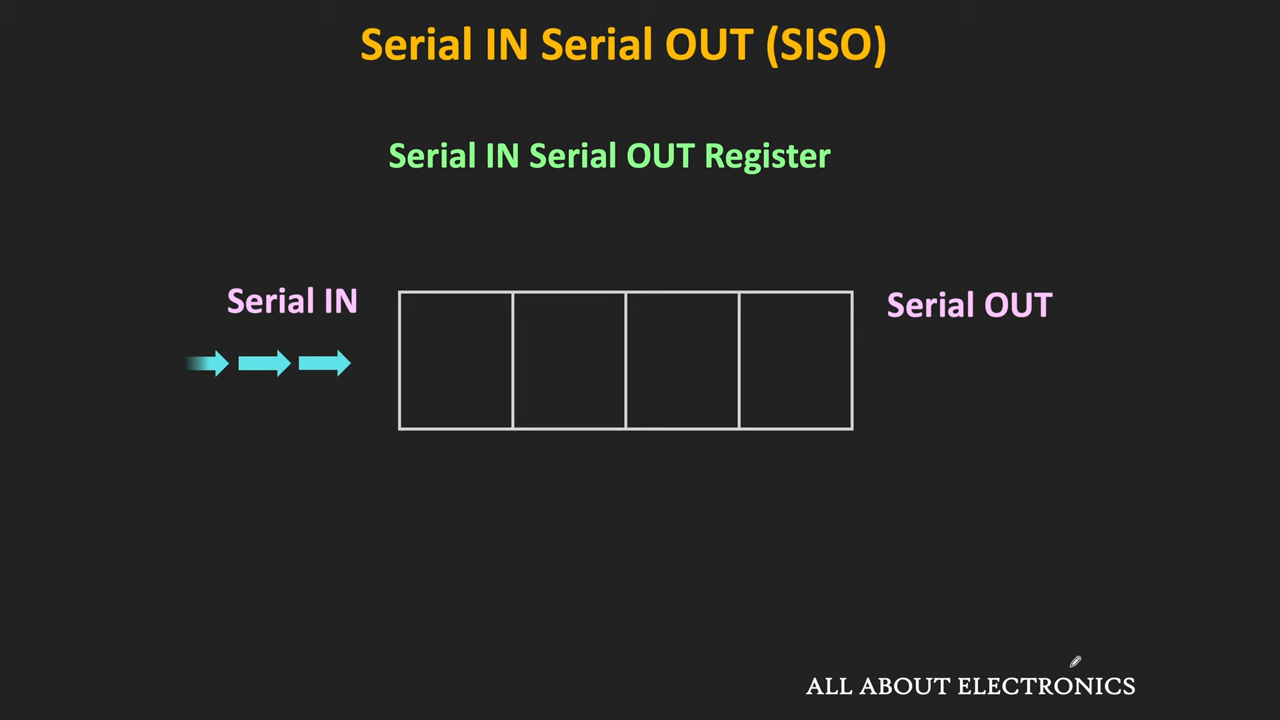 Serial IN Serial OUT (SISO)
Serial IN Serial OUT Register
Serial IN
Serial OUT
ALL ABOUT ELECTRONICS